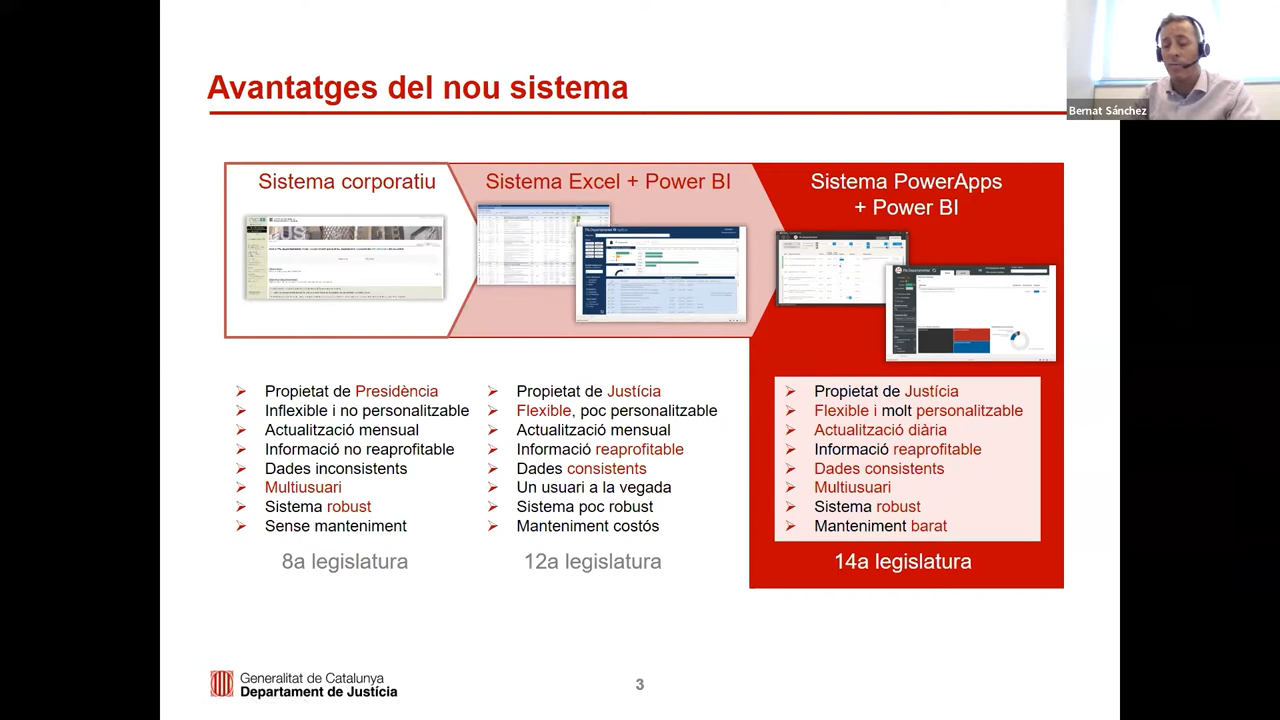 Avantatges del nou sistema
Bernat Sánchez
Sistema corporatiu
Sistema Excel + Power BI
Sistema PowerApps
+ Power BI
Propietat de Presidència
Inflexible i no personalitzable
Actualització mensual
Informació no reaprofitable
Dades inconsistents
Multiusuari
Sistema robust
Sense manteniment
8a legislatura
Propietat de Justícia
Flexible, poc personalitzable
Actualització mensual
Informació reaprofitable
Dades consistents
Un usuari a la vegada
Sistema poc robust
Manteniment costós
12a legislatura
Propietat de Justícia
Flexible i molt personalitzable
Actualització diària
Informació reaprofitable
Dades consistents
Multiusuari
Sistema robust
Manteniment barat
14a legislatura
Generalitat de Catalunya
Departament de Justícia
3